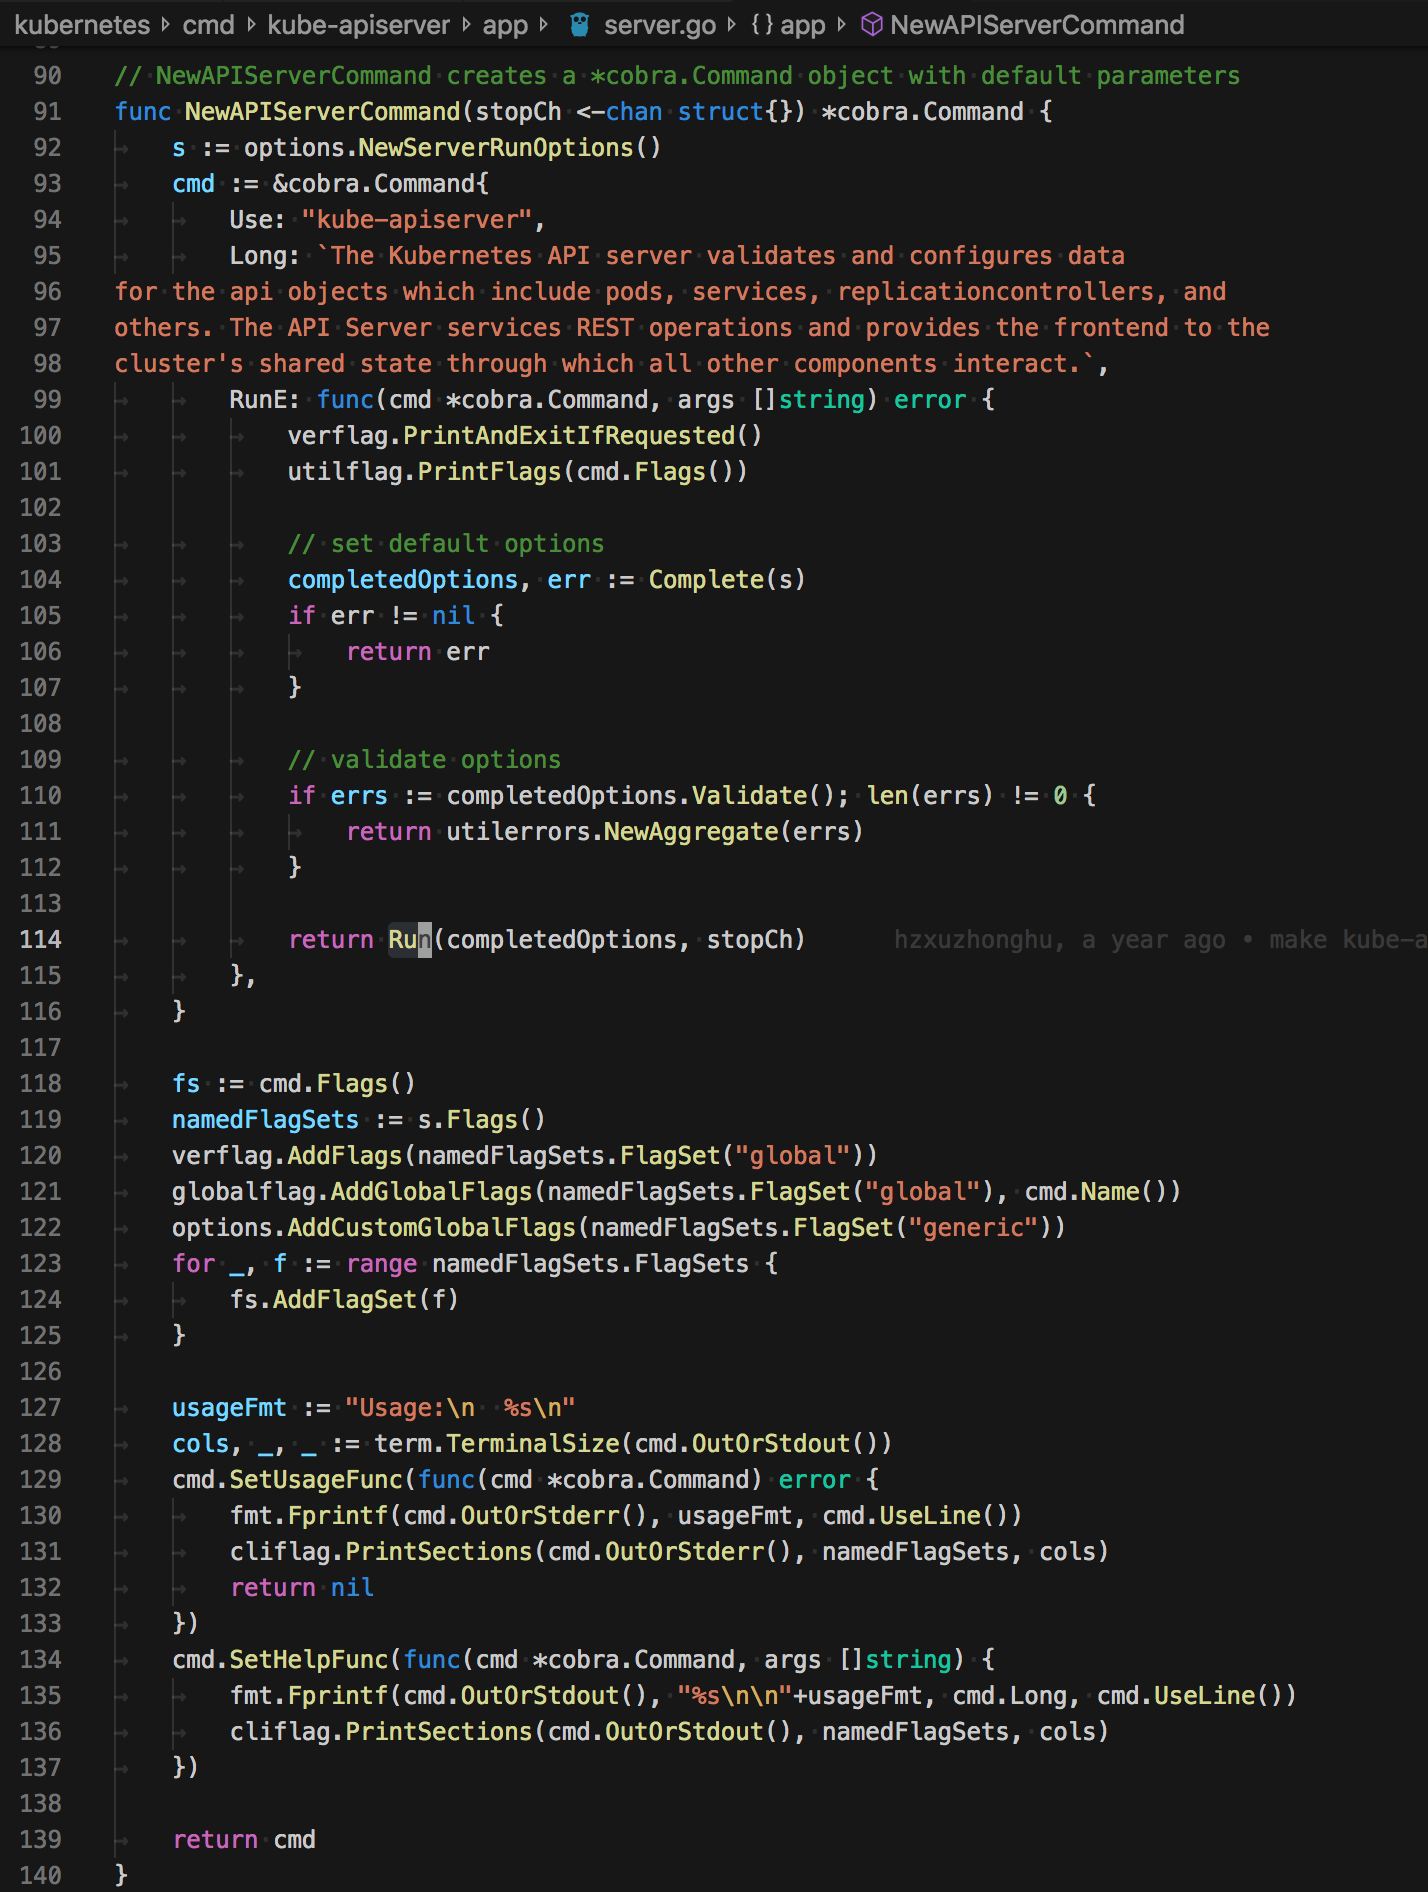 kubernetes › cmd › kube-apiserver › app › server.go › {} app › NewAPIServerCommand
90 // NewAPIServerCommand creates a *cobra.Command object with default parameters
91 func NewAPIServerCommand(stopCh <-chan struct{}) *cobra.Command {
92 s := options.NewServerRunOptions()
93 cmd := &cobra.Command{
94 Use: "kube-apiserver",
95 Long: `The Kubernetes API server validates and configures data
96 for the api objects which include pods, services, replicationcontrollers, and
97 others. The API Server services REST operations and provides the frontend to the
98 cluster's shared state through which all other components interact.`,
99 RunE: func(cmd *cobra.Command, args []string) error {
100 verflag.PrintAndExitIfRequested()
101 utilflag.PrintFlags(cmd.Flags())
102
103 // set default options
104 completedOptions, err := Complete(s)
105 if err != nil {
106 return err
107 }
108
109 // validate options
110 if errs := completedOptions.Validate(); len(errs) != 0 {
111 return utilerrors.NewAggregate(errs)
112 }
113
114 return Run(completedOptions, stopCh) hzxuzhonghu, a year ago • make kube-a
115 },
116 }
117
118 fs := cmd.Flags()
119 namedFlagSets := s.Flags()
120 verflag.AddFlags(namedFlagSets.FlagSet("global"))
121 globalflag.AddGlobalFlags(namedFlagSets.FlagSet("global"), cmd.Name())
122 options.AddCustomGlobalFlags(namedFlagSets.FlagSet("generic"))
123 for _, f := range namedFlagSets.FlagSets {
124 fs.AddFlagSet(f)
125 }
126
127 usageFmt := "Usage:\n  %s\n"
128 cols, _, _ := term.TerminalSize(cmd.OutOrStdout())
129 cmd.SetUsageFunc(func(cmd *cobra.Command) error {
130 fmt.Fprintf(cmd.OutOrStderr(), usageFmt, cmd.UseLine())
131 cliflag.PrintSections(cmd.OutOrStderr(), namedFlagSets, cols)
132 return nil
133 })
134 cmd.SetHelpFunc(func(cmd *cobra.Command, args []string) {
135 fmt.Fprintf(cmd.OutOrStdout(), "%s\n\n"+usageFmt, cmd.Long, cmd.UseLine())
136 cliflag.PrintSections(cmd.OutOrStdout(), namedFlagSets, cols)
137 })
138
139 return cmd
140 }